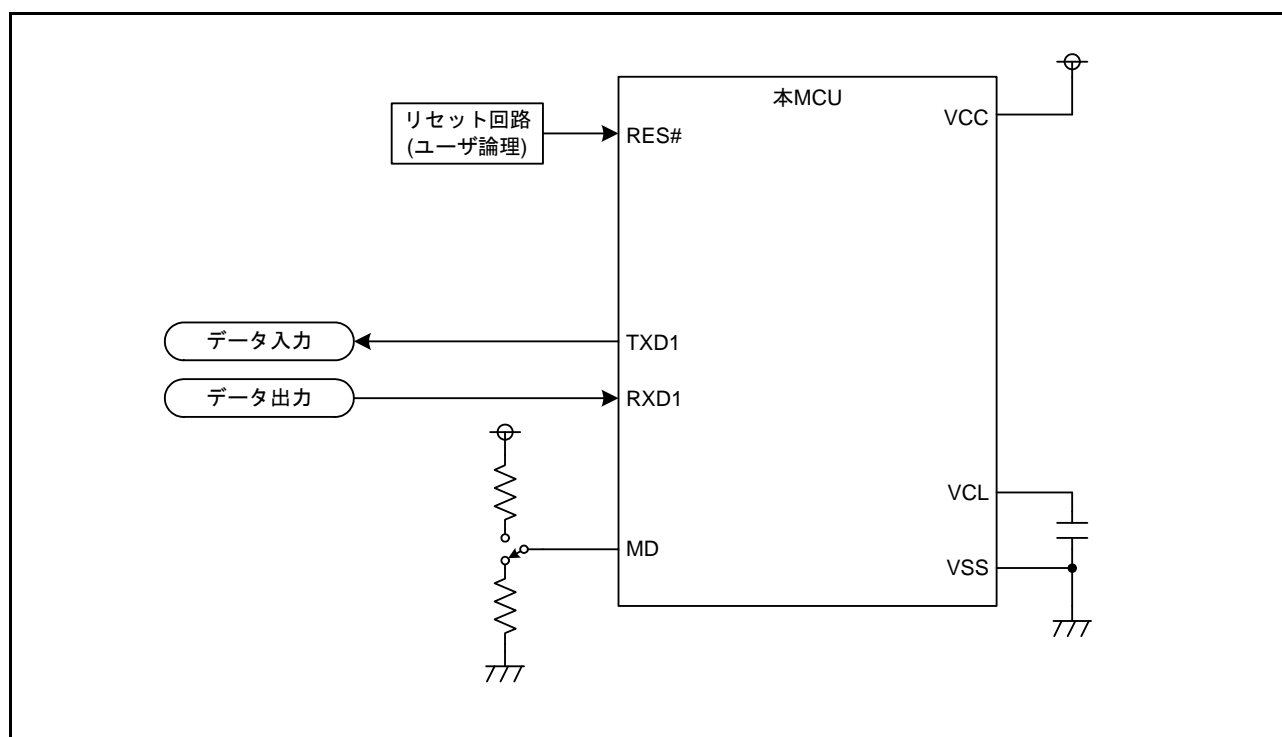 本MCU
VCC
リセット回路
(ユーザ論理)
RES#
データ入力
TXD1
データ出力
RXD1
VCL
MD
VSS